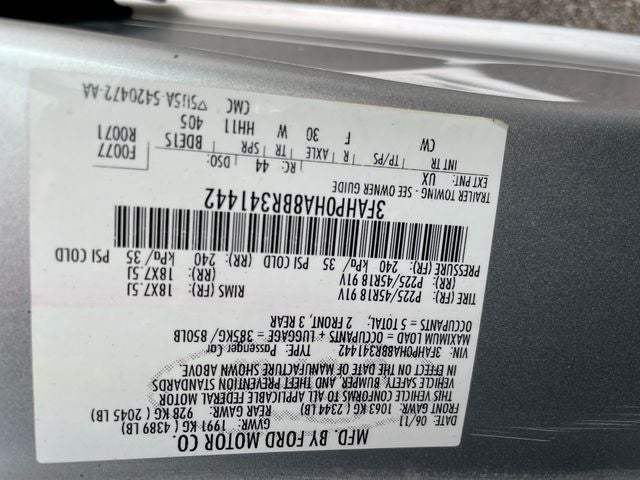 MFD. BY FORD MOTOR CO.
DATE: 06/11 GVWR: 1991 KG ( 4389 LB)
FRONT GAWR: 1063 KG ( 2344 LB) REAR GAWR: 928 KG ( 2045 LB)
THIS VEHICLE CONFORMS TO ALL APPLICABLE FEDERAL MOTOR
VEHICLE SAFETY, BUMPER, AND THEFT PREVENTION STANDARDS
IN EFFECT ON THE DATE OF MANUFACTURE SHOWN ABOVE
VIN: 3FAHP0HA8BR341442 TYPE: Passenger Car
MAXIMUM LOAD = OCCUPANTS + LUGGAGE = 385KG/ 850LB
OCCUPANTS = 5 TOTAL, 2 FRONT, 3 REAR
TIRE (FR): P225/45R18 91V RIMS (FR): 18X7.5J
(RR): P225/45R18 91V (RR): 18X7.5J
PRESSURE (FR): 240 kPa/ 35 PSI COLD (RR): 240 kPa/ 35 PSI COLD
3FAHP0HA8BR341442
TRAILER TOWING - SEE OWNER GUIDE
EXT PNT: UX RC: 44 DSO: F0077
INT TR TP/PS R AXLE TR SPR BDE15 R0071
CW F 30 W HH11 405
CMC ▽5U5A-5420472-AA